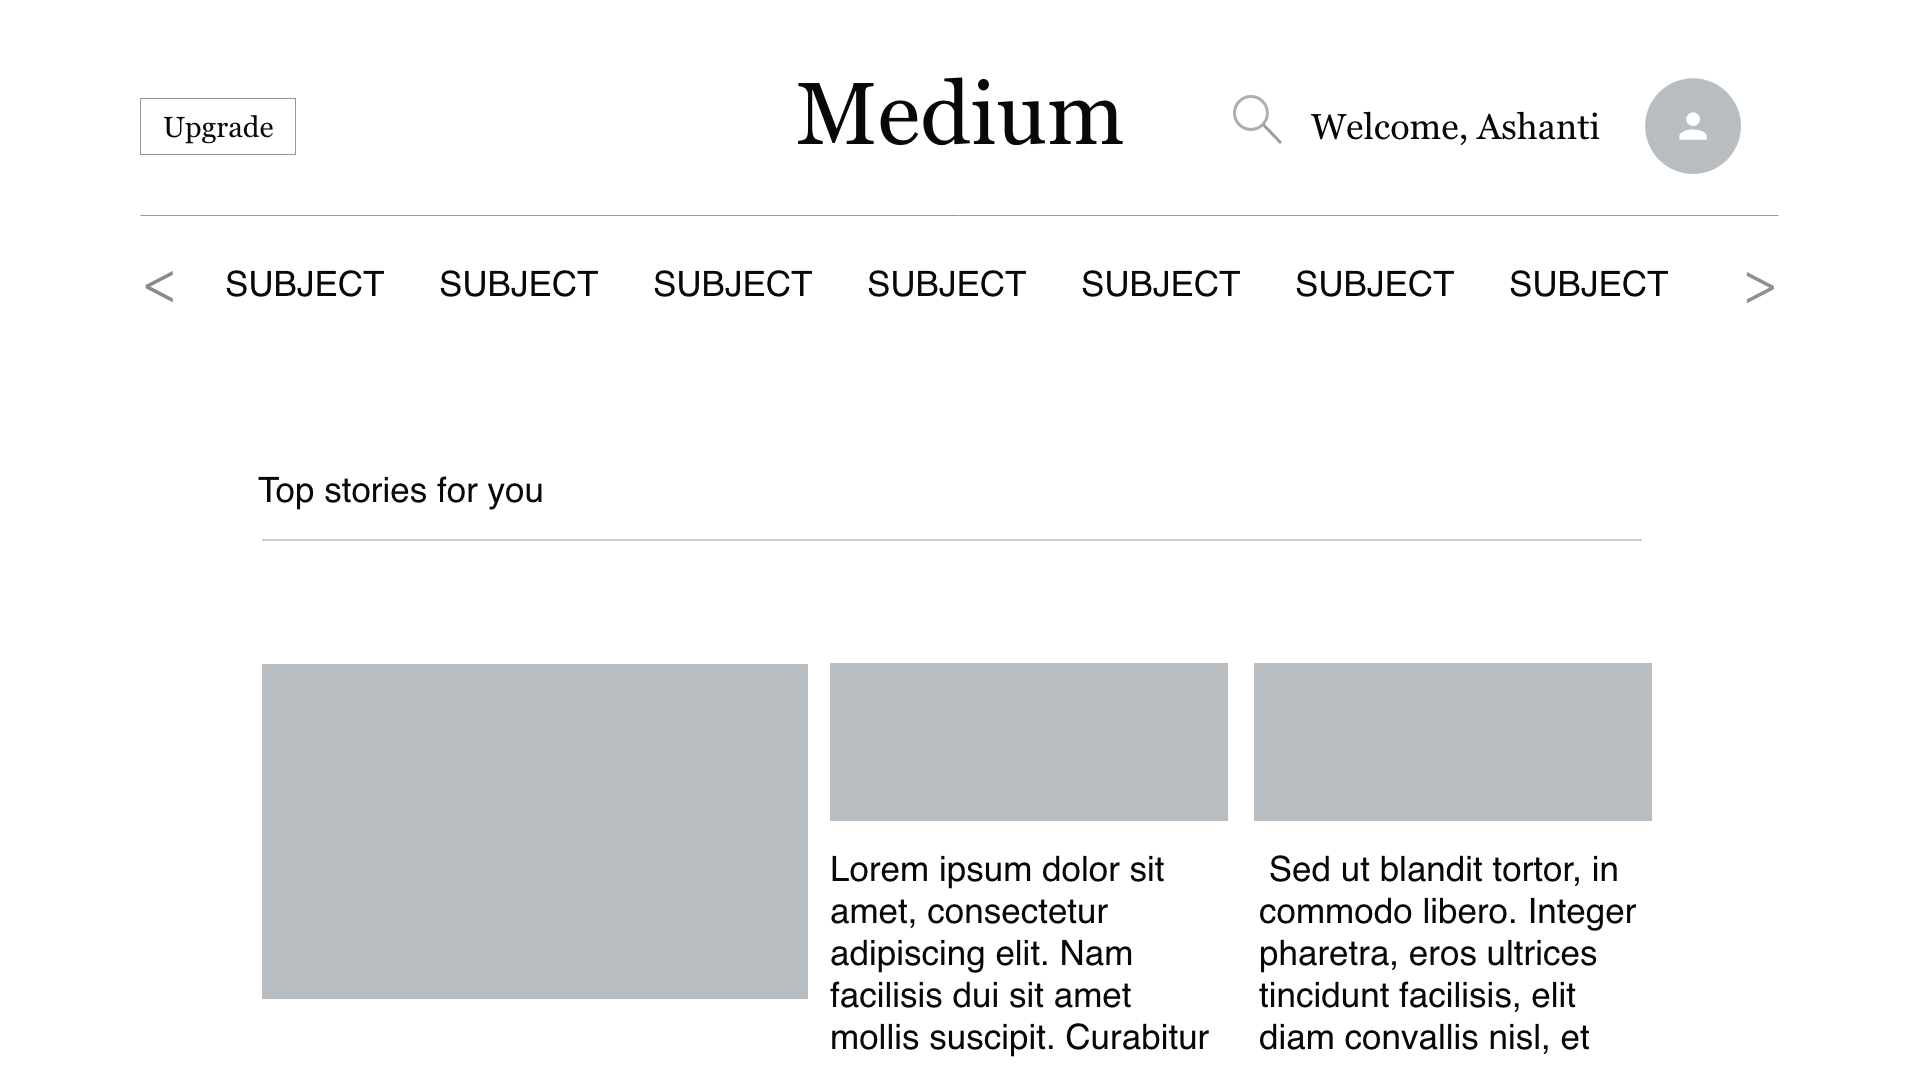 Upgrade
Medium
Welcome, Ashanti
< SUBJECT SUBJECT SUBJECT SUBJECT SUBJECT SUBJECT SUBJECT >
Top stories for you
Lorem ipsum dolor sit
amet, consectetur
adipiscing elit. Nam
facilisis dui sit amet
mollis suscipit. Curabitur
Sed ut blandit tortor, in
commodo libero. Integer
pharetra, eros ultrices
tincidunt facilisis, elit
diam convallis nisl, et